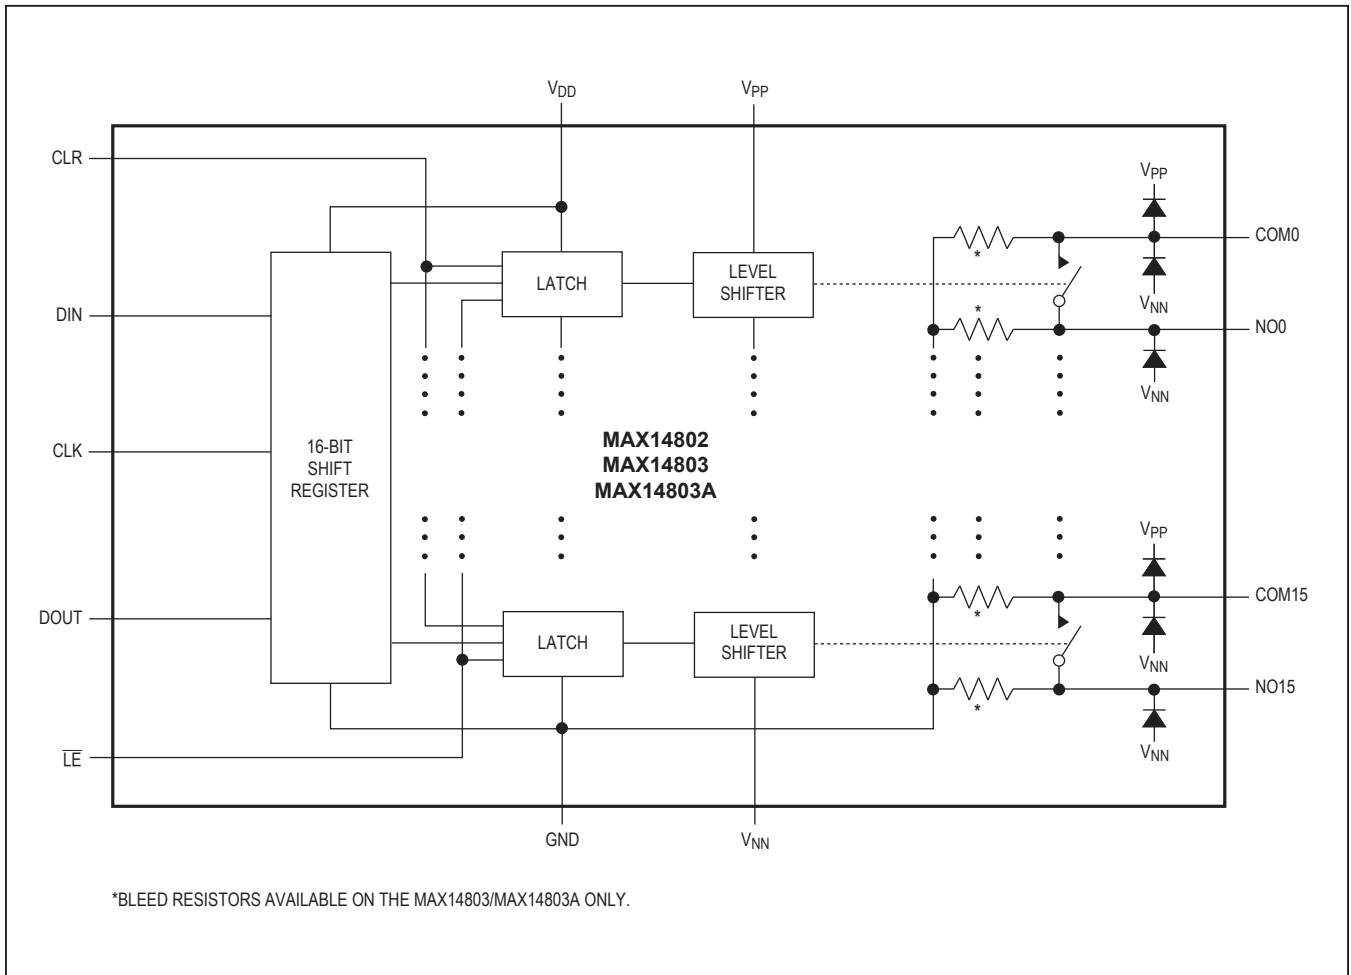 VDD
VPP
CLR
VPP
COM0
LATCH
LEVEL
SHIFTER
*
VNN
DIN
*
NO0
VNN
MAX14802
MAX14803
MAX14803A
CLK
16-BIT
SHIFT
REGISTER
VPP
COM15
DOUT
LATCH
LEVEL
SHIFTER
*
VNN
NO15
*
LE
VNN
GND
VNN
*BLEED RESISTORS AVAILABLE ON THE MAX14803/MAX14803A ONLY.